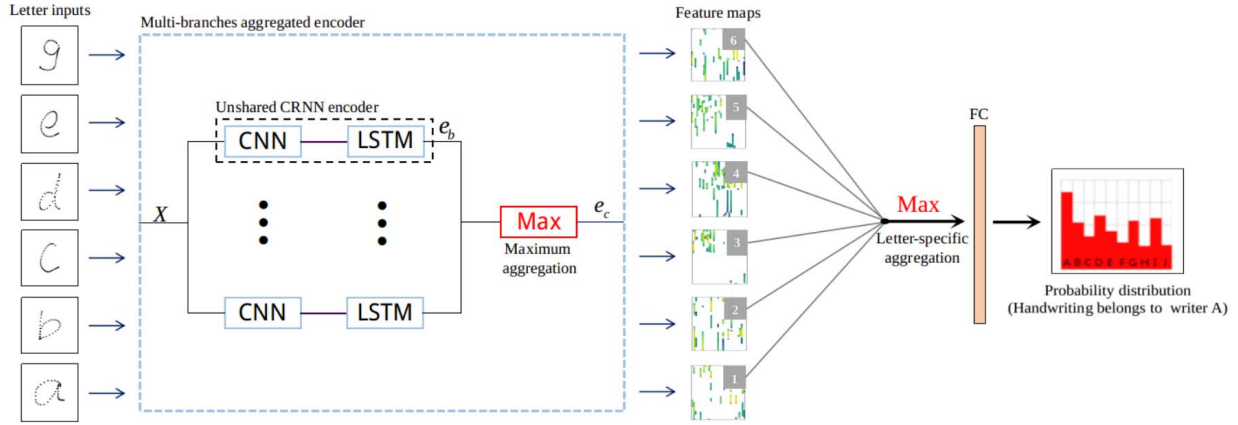 Letter inputs
g
e
d
c
b
a
Multi-branches aggregated encoder
Unshared CRNN encoder
CNN
LSTM
e_b
X
CNN
LSTM
Max
Maximum
aggregation
e_c
Feature maps
6
5
4
3
2
1
Max
Letter-specific
aggregation
FC
A B C D E F G H I J
Probability distribution
(Handwriting belongs to writer A)